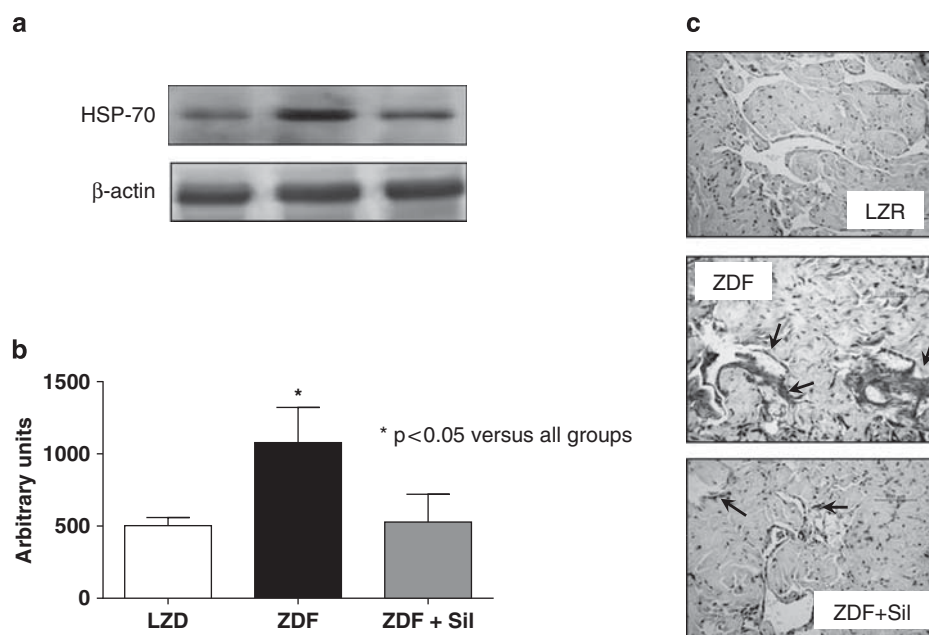 a
HSP-70
β-actin
b
1500
1000
500
0
Arbitrary units
*
* p<0.05 versus all groups
LZD
ZDF
ZDF + Sil
c
LZR
ZDF
ZDF+Sil